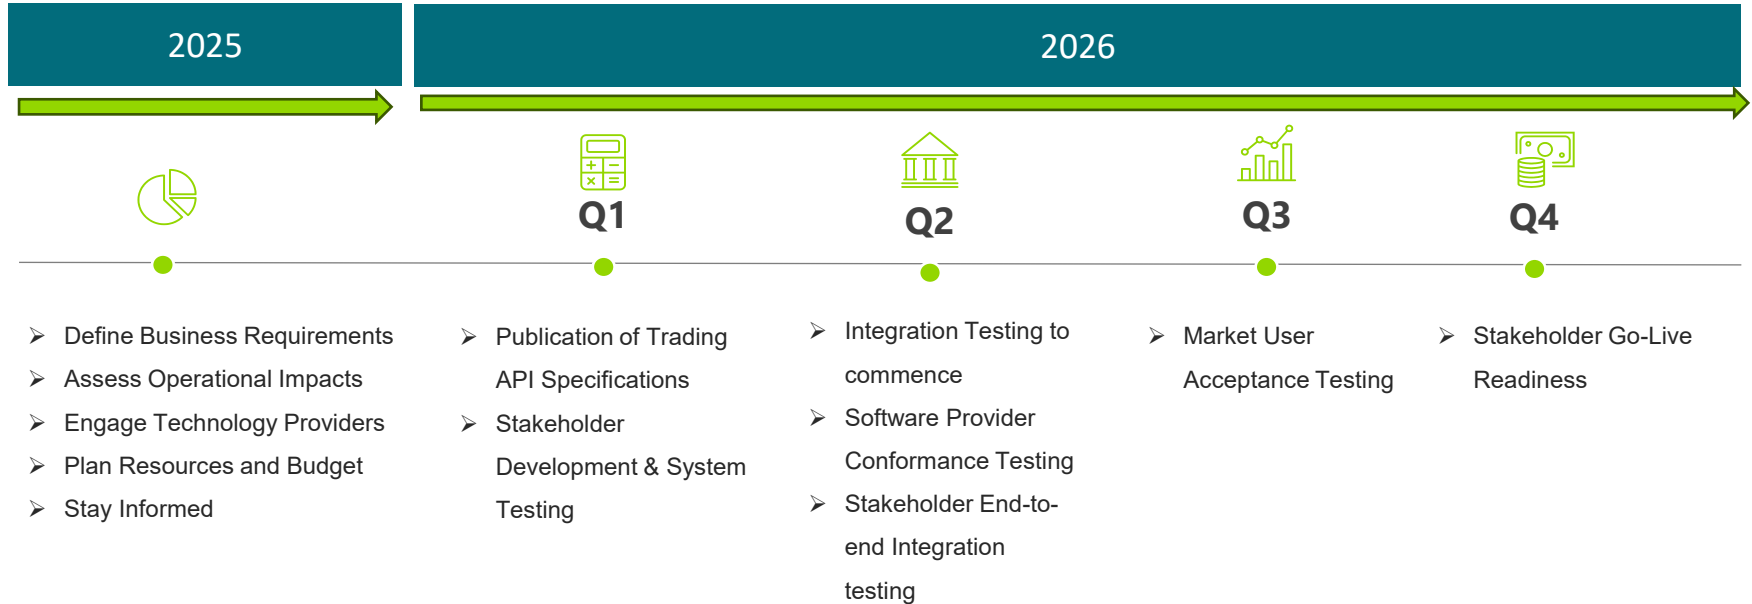 2025
2026
Q1
Q2
Q3
Q4
➢ Define Business Requirements
➢ Assess Operational Impacts
➢ Engage Technology Providers
➢ Plan Resources and Budget
➢ Stay Informed
➢ Publication of Trading
API Specifications
➢ Stakeholder
Development & System
Testing
➢ Integration Testing to
commence
➢ Software Provider
Conformance Testing
➢ Stakeholder End-to-
end Integration
testing
➢ Market User
Acceptance Testing
➢ Stakeholder Go-Live
Readiness